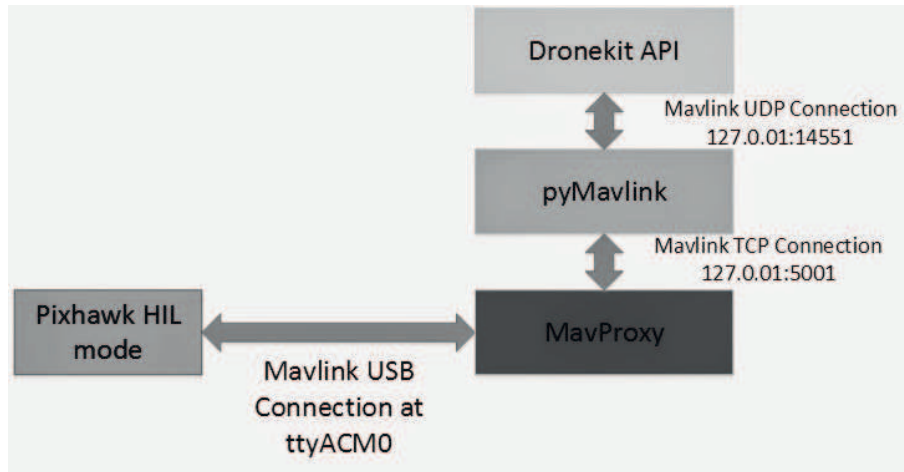 Dronekit API
Mavlink UDP Connection
127.0.01:14551
pyMavlink
Mavlink TCP Connection
127.0.01:5001
Pixhawk HIL
mode
MavProxy
Mavlink USB
Connection at
ttyACM0